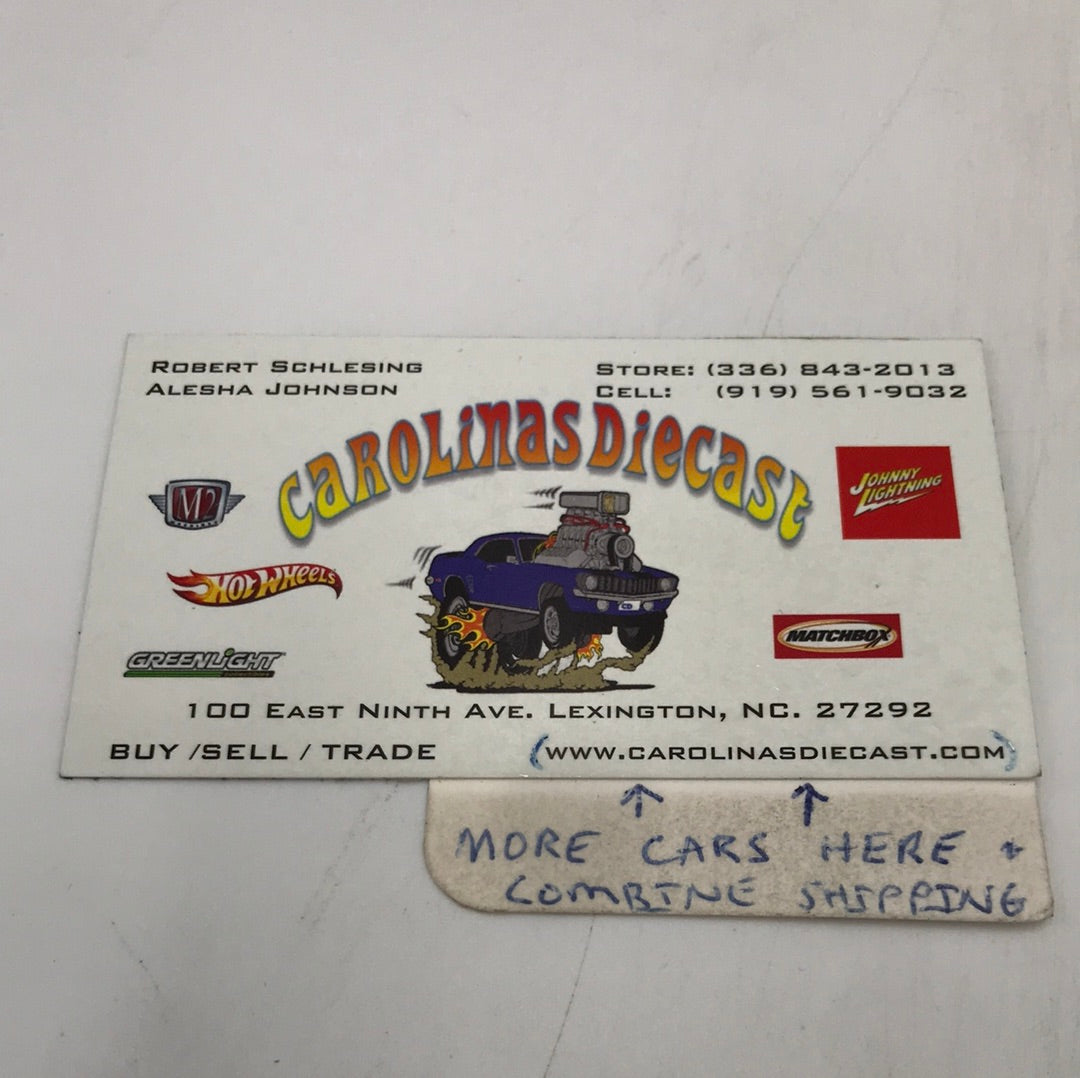 ROBERT SCHLESING
ALESHA JOHNSON
STORE: (336) 843-2013
CELL: (919) 561-9032
CAROLINAS DIECAST
M2
JOHNNY
LIGHTNING
HOT WHEELS
MATCHBOX
GREENLIGHT
CD
100 EAST NINTH AVE. LEXINGTON, NC. 27292
BUY /SELL / TRADE
(WWW.CAROLINASDIECAST.COM)
↑ ↑
MORE CARS HERE +
COMBINE SHIPPING